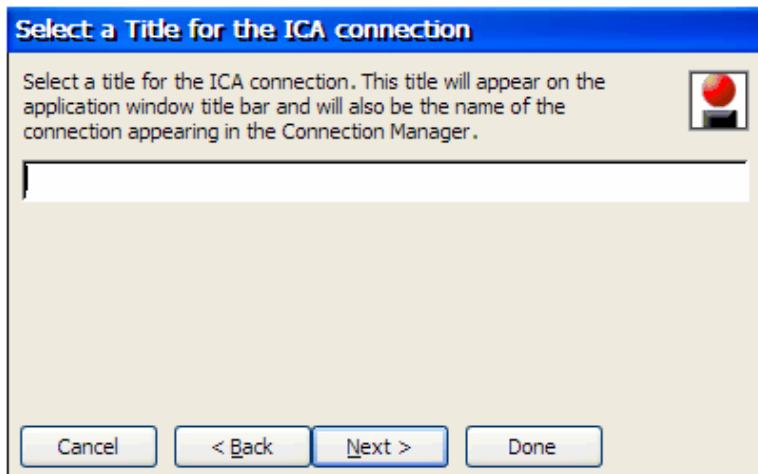 Select a Title for the ICA connection
Select a title for the ICA connection. This title will appear on the
application window title bar and will also be the name of the
connection appearing in the Connection Manager.
Cancel < Back Next > Done